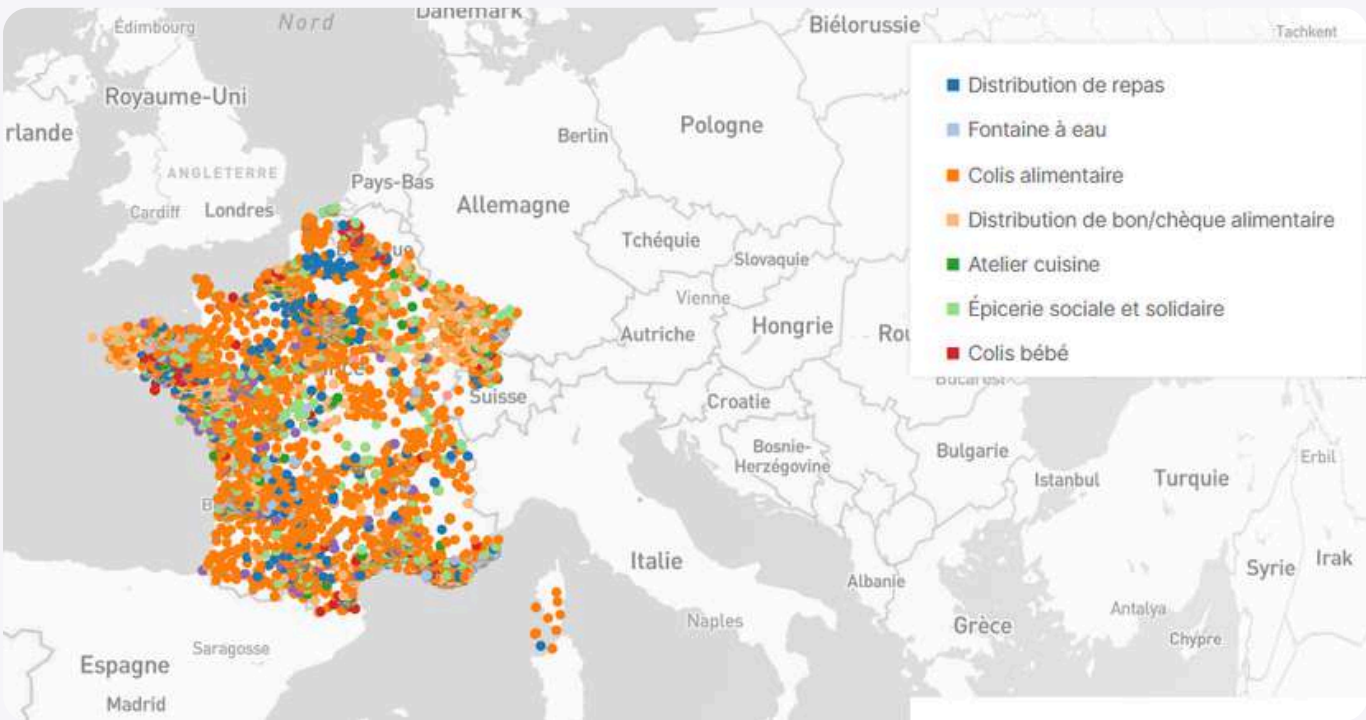 Danemark
Nord
Édimbourg
Biélorussie
Tachkent
Royaume-Uni
rlande
Berlin
Pologne
ANGLETERRE
Pays-Bas
Cardiff
Londres
Allemagne
Tchéquie
Slovaquie
Vienne
Autriche
Hongrie
Rou
Suisse
Croatie
Bucarest
Bosnie-
Herzégovine
Bulgarie
Istanbul
Turquie
Erbil
Italie
Albanie
Syrie
Irak
Naples
Grèce
Antalya
Chypre
Saragosse
Espagne
Madrid
Distribution de repas
Fontaine à eau
Colis alimentaire
Distribution de bon/chèque alimentaire
Atelier cuisine
Épicerie sociale et solidaire
Colis bébé